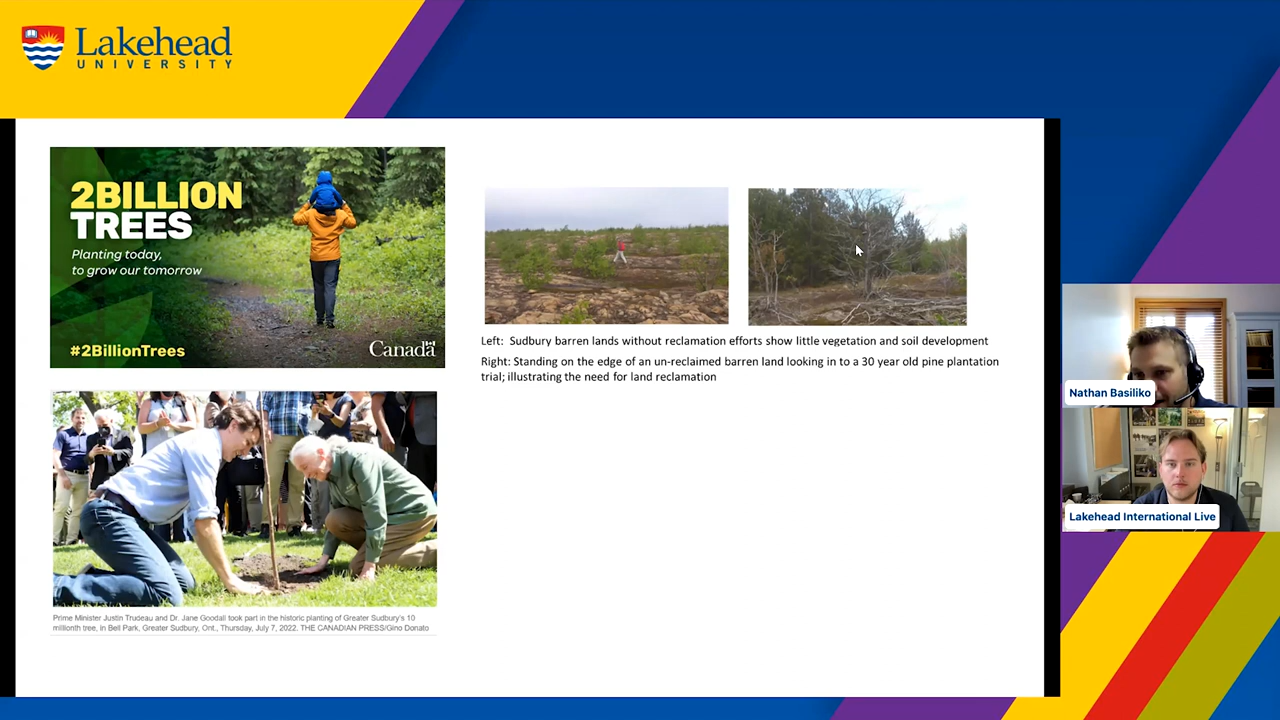 Lakehead
UNIVERSITY
2BILLION
TREES
Planting today,
to grow our tomorrow
#2BillionTrees
Canada
Left: Sudbury barren lands without reclamation efforts show little vegetation and soil development
Right: Standing on the edge of an un-reclaimed barren land looking in to a 30 year old pine plantation
trial; illustrating the need for land reclamation
Prime Minister Justin Trudeau and Dr. Jane Goodall took part in the historic planting of Greater Sudbury's 10
millionth tree, in Bell Park, Greater Sudbury, Ont., Thursday, July 7, 2022. THE CANADIAN PRESS/Gino Donato
Nathan Basiliko
Lakehead International Live